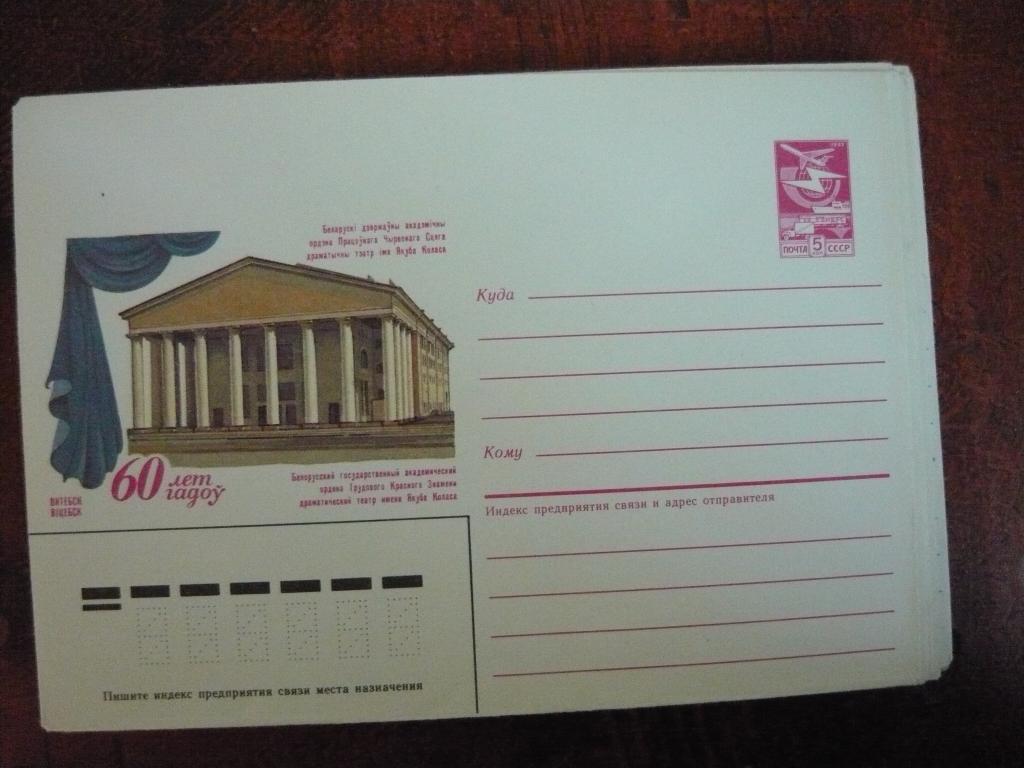 Беларускі дзяржаўны акадэмічны
ордэна Працоўнага Чырвонага Сцяга
драматычны тэатр імя Якуба Коласа
60 лет
гадоў
Белорусский государственный академический
ордена Трудового Красного Знамени
драматический театр имени Якуба Коласа
ВИТЕБСК
ВІЦЕБСК
ПОЧТА 5 КОП СССР
Куда
Кому
Индекс предприятия связи и адрес отправителя
Пишите индекс предприятия связи места назначения